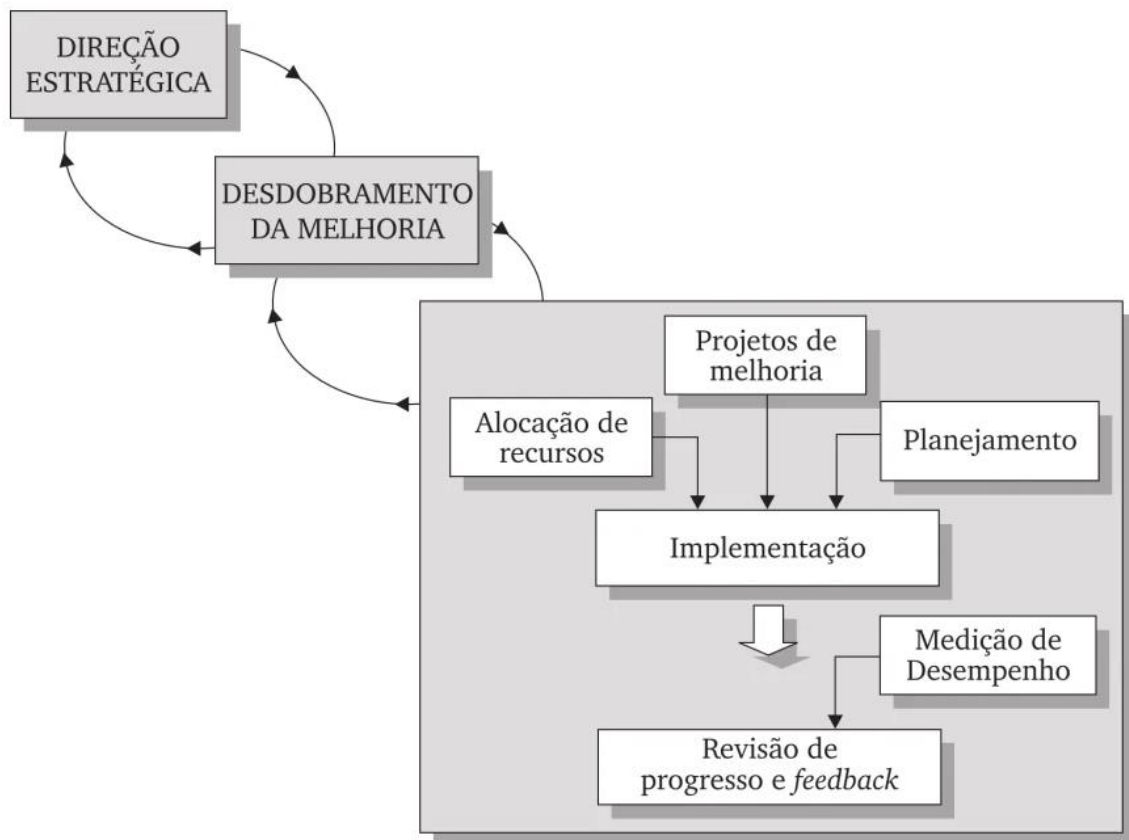 DIREÇÃO
ESTRATÉGICA
DESDOBRAMENTO
DA MELHORIA
Projetos de
melhoria
Alocação de
recursos
Planejamento
Implementação
Medição de
Desempenho
Revisão de
progresso e feedback